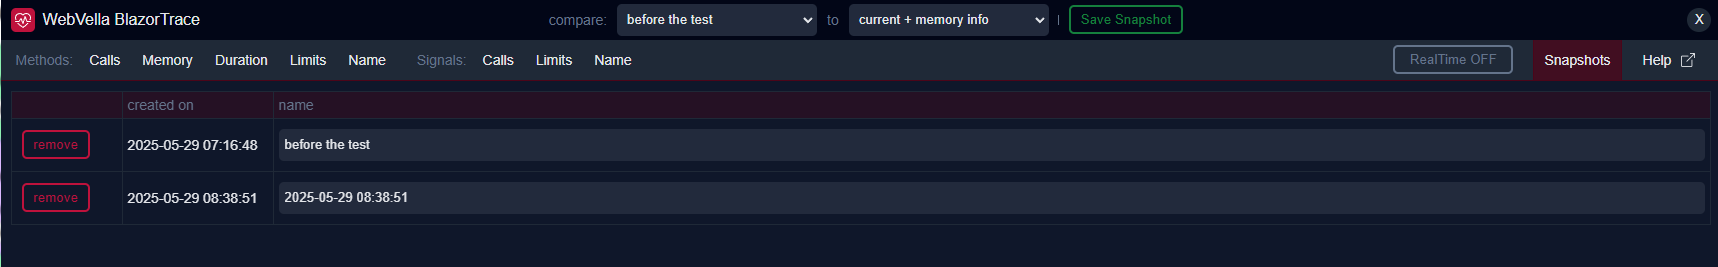 WebVella BlazorTrace compare: before the test to current + memory info | Save Snapshot X
Methods: Calls Memory Duration Limits Name Signals: Calls Limits Name RealTime OFF Snapshots Help
created on name
remove 2025-05-29 07:16:48 before the test
remove 2025-05-29 08:38:51 2025-05-29 08:38:51